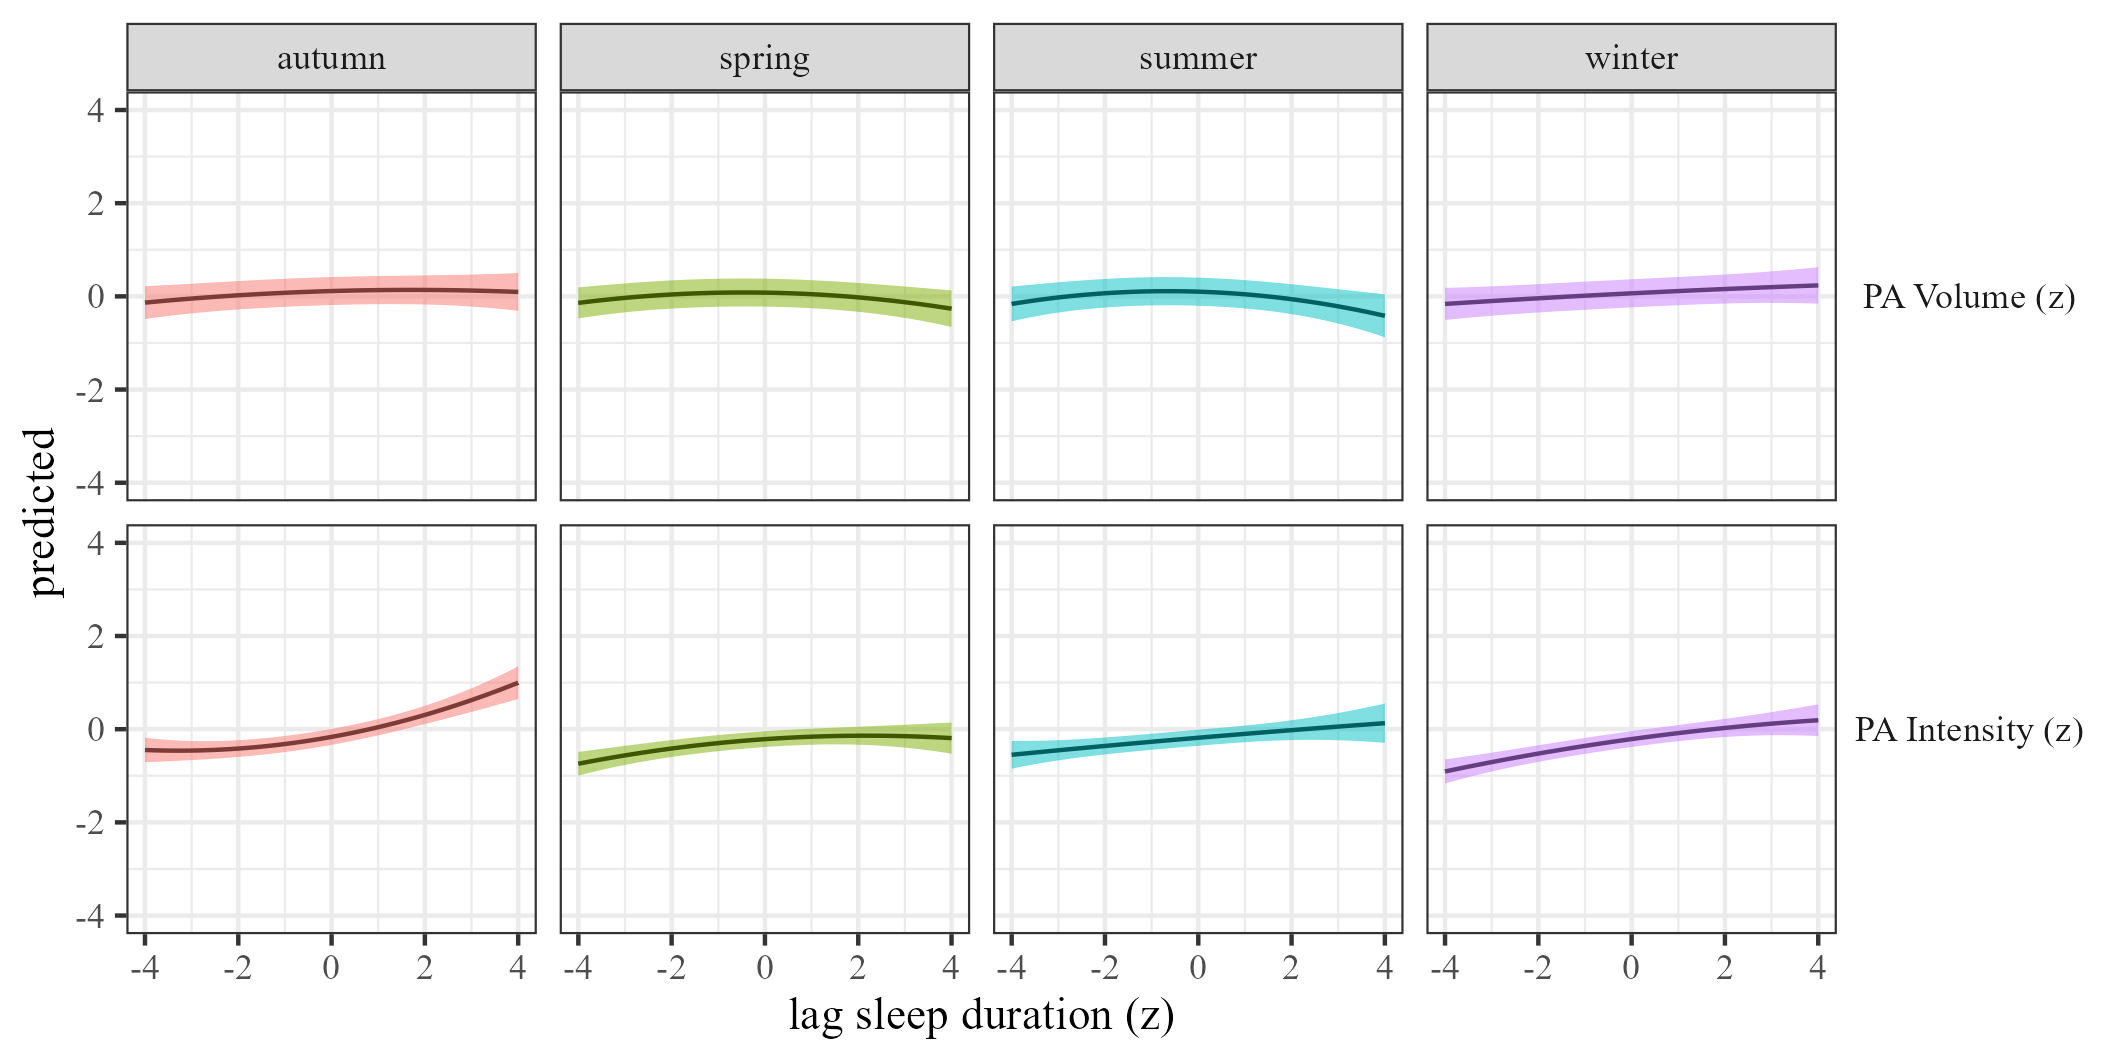 autumn spring summer winter
4
2
0
-2
-4
PA Volume (z)
predicted
4
2
0
-2
-4
PA Intensity (z)
-4 -2 0 2 4 -4 -2 0 2 4 -4 -2 0 2 4 -4 -2 0 2 4
lag sleep duration (z)